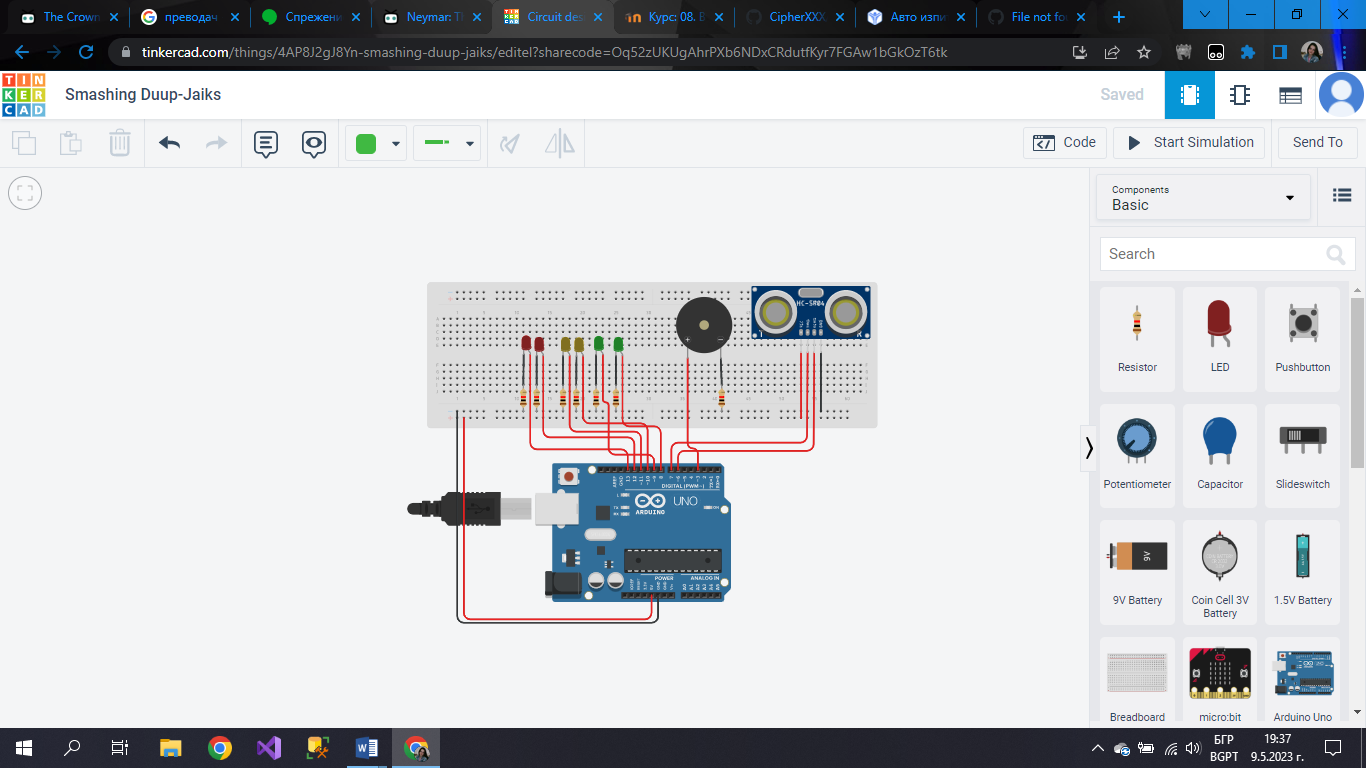 The Crown
преводач
Спрежени
Neymar: Th
Circuit des
Курс: 08. В
CipherXXX
Авто изпи
File not fo
tinkercad.com/things/4AP8J2gJ8Yn-smashing-duup-jaiks/editel?sharecode=Oq52zUKUgAhrPXb6NDxCRdutfKyr7FGAw1bGkOzT6tk
TIN
KER
CAD
Smashing Duup-Jaiks
Saved
Code
Start Simulation
Send To
Components
Basic
Search
Resistor
LED
Pushbutton
Potentiometer
Capacitor
Slideswitch
9V
9V Battery
Coin Cell 3V
Battery
1.5V Battery
Breadboard
micro:bit
Arduino Uno
HC-SR04
DIGITAL (PWM~)
UNO
ARDUINO
POWER
ANALOG IN
БГР
BGPT
19:37
9.5.2023 г.